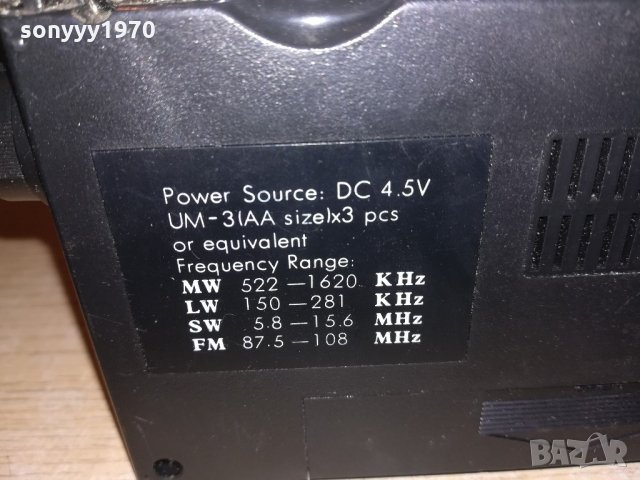 sonyyy1970
Power Source: DC 4.5V
UM-3(AA size)x3 pcs
or equivalent
Frequency Range:
MW 522 — 1620 KHz
LW 150 — 281 KHz
SW 5.8 — 15.6 MHz
FM 87.5 — 108 MHz
BAZAR